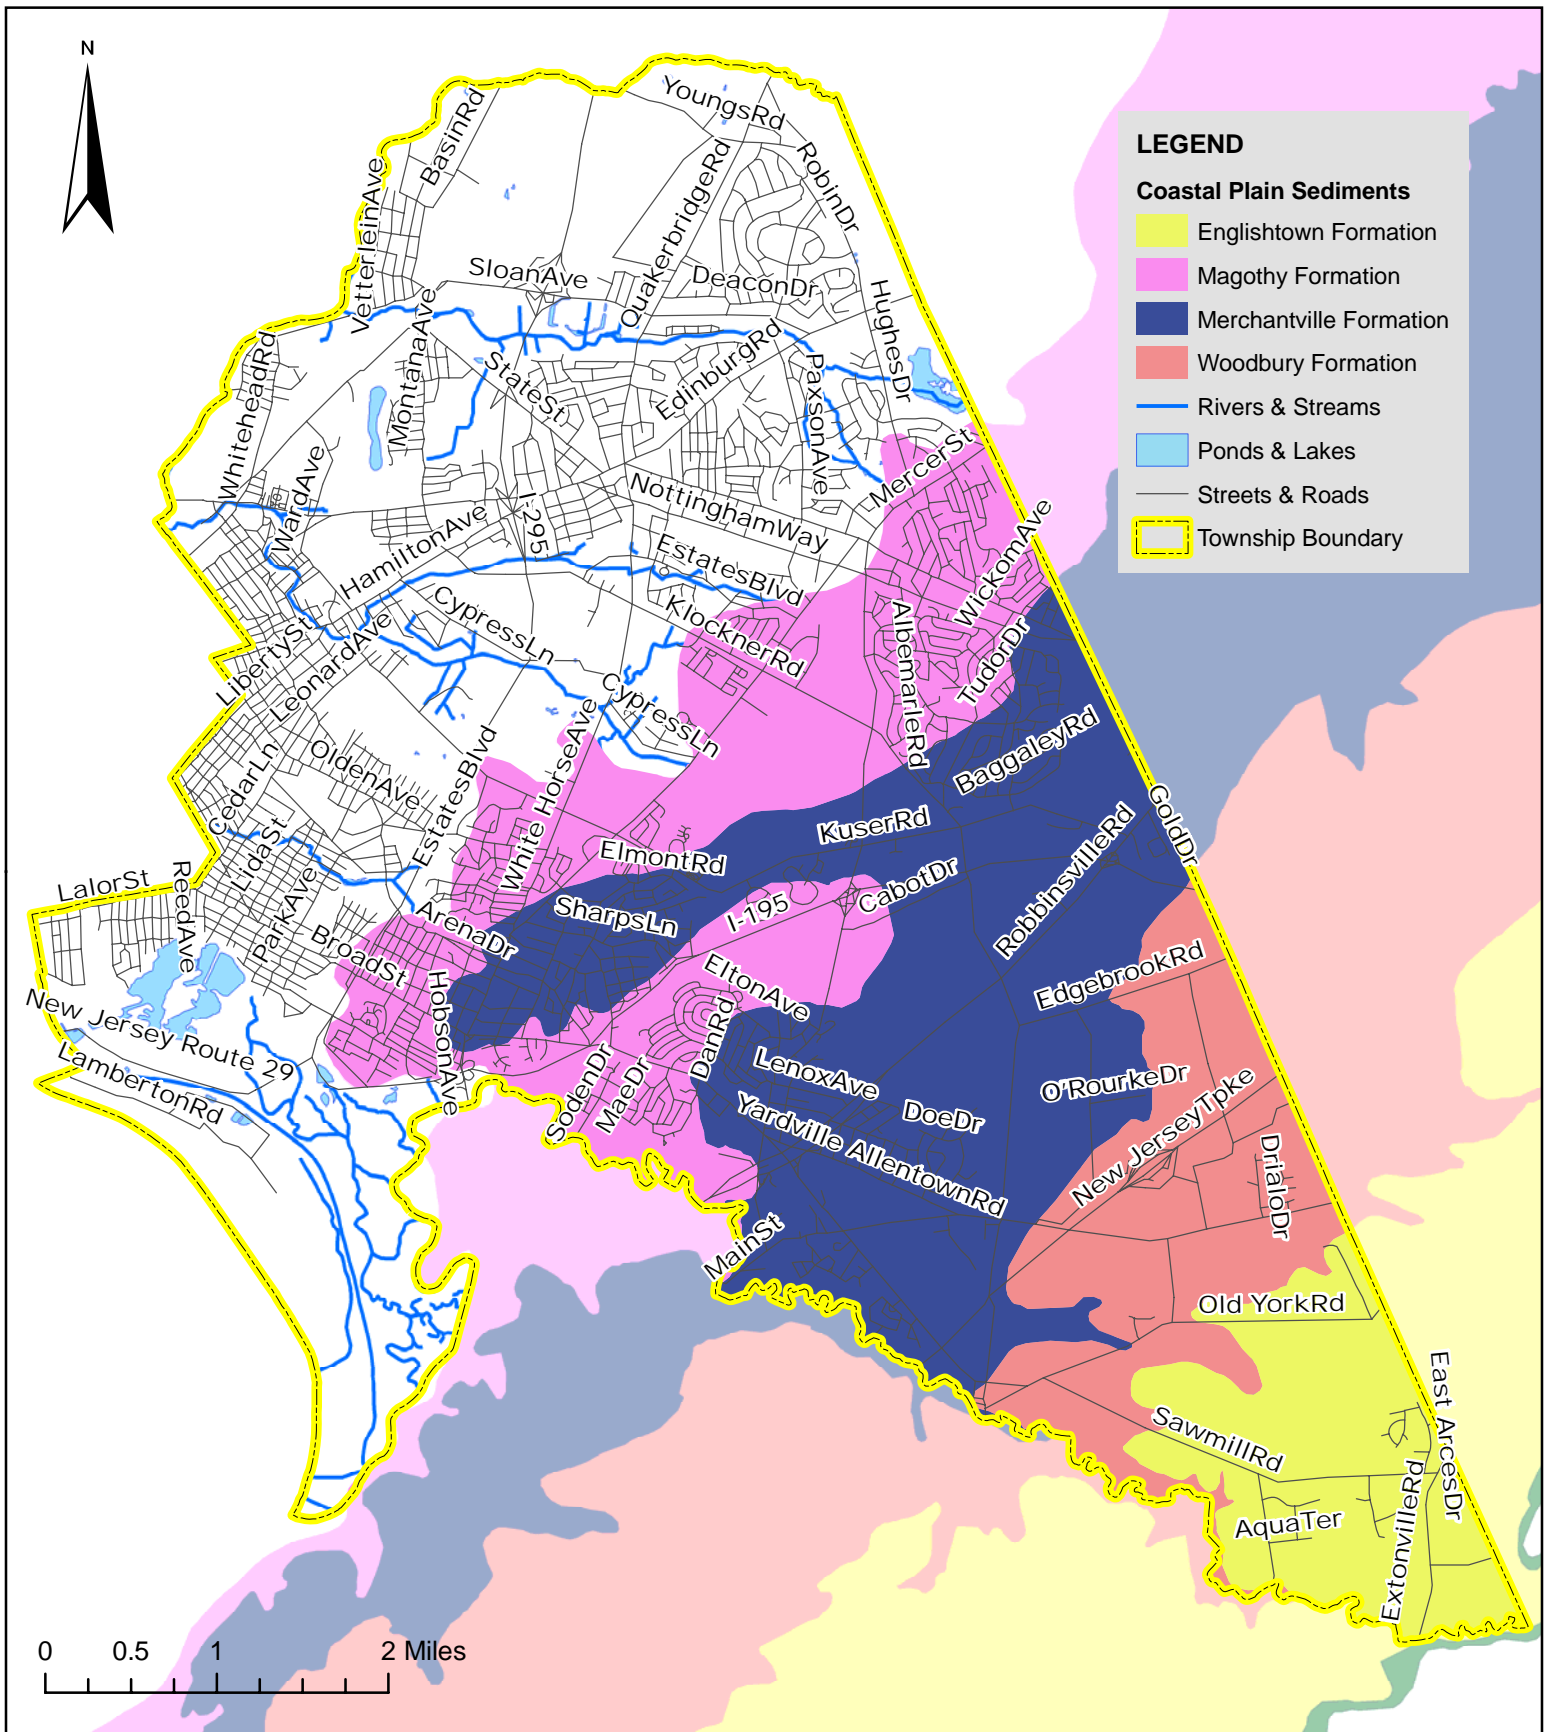 N
LEGEND
Coastal Plain Sediments
Englishtown Formation
Magothy Formation
Merchantville Formation
Woodbury Formation
Rivers & Streams
Ponds & Lakes
Streets & Roads
Township Boundary
YoungsRd
BasinRd
RobinDr
QuakerbridgeRd
VetterleinAve
SloanAve
DeaconDr
HughesDr
MontanaAve
WhiteheadRd
StateSt
EdinburgRd
PaxsonAve
MercerSt
WardAve
NottinghamWay
I-295
HamiltonAve
WickomAve
EstatesBlvd
CypressLn
KlocknerRd
AlbemarleRd
TudorDr
LibertySt
LeonardAve
CypressLn
BaggaleyRd
White HorseAve
EstatesBlvd
OldenAve
CedarLn
GoldDr
KuserRd
RobbinsvilleRd
LidaSt
ElmontRd
CabotDr
LalorSt
ReedAve
ParkAve
SharpsLn
I-195
ArenaDr
BroadSt
EdgebrookRd
EltonAve
HobsonAve
New Jersey Route 29
DanRd
LambertonRd
SodenDr
MaeDr
LenoxAve
O'RourkeDr
DoeDr
New JerseyTpke
Yardville AllentownRd
DrialoDr
MainSt
Old YorkRd
East ArcesDr
SawmillRd
AquaTer
ExtonvilleRd
0 0.5 1 2 Miles